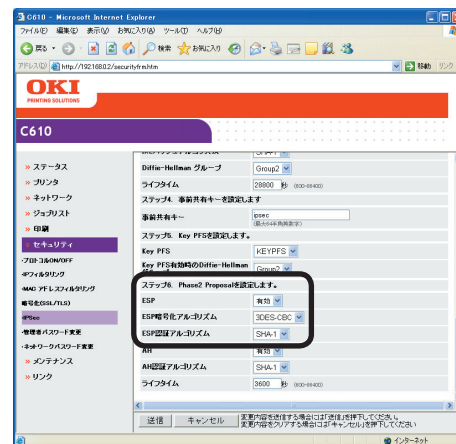 C610 - Microsoft Internet Explorer
ファイル(F) 編集(E) 表示(V) お気に入り(A) ツール(T) ヘルプ(H)
戻る 検索 お気に入り
アドレス(D) http://192.168.0.2/securityfrm.htm 移動 リンク
OKI
PRINTING SOLUTIONS
C610
ステータス
プリンタ
ネットワーク
ジョブリスト
印刷
セキュリティ
・プロトコルON/OFF
・IPフィルタリング
・MACアドレスフィルタリング
暗号化(SSL/TLS)
・IPSec
・管理者パスワード変更
・ネットワークパスワード変更
メンテナンス
リンク
Diffie-Hellman グループ Group2
ライフタイム 28800 秒 (600-86400)
ステップ4. 事前共有キーを設定します
事前共有キー ipsec
(最大64半角英数字)
ステップ5. Key PFSを設定します。
Key PFS KEYPFS
Key PFS有効時のDiffie-Hellman
グループ Group2
ステップ6. Phase2 Proposalを設定します。
ESP 有効
ESP暗号化アルゴリズム 3DES-CBC
ESP認証アルゴリズム SHA-1
AH 有効
AH認証アルゴリズム SHA-1
ライフタイム 3600 秒 (600-86400)
送信 キャンセル
変更内容を送信する場合には「送信」を押下してください。
変更内容をクリアする場合には「キャンセル」を押下してください
インターネット